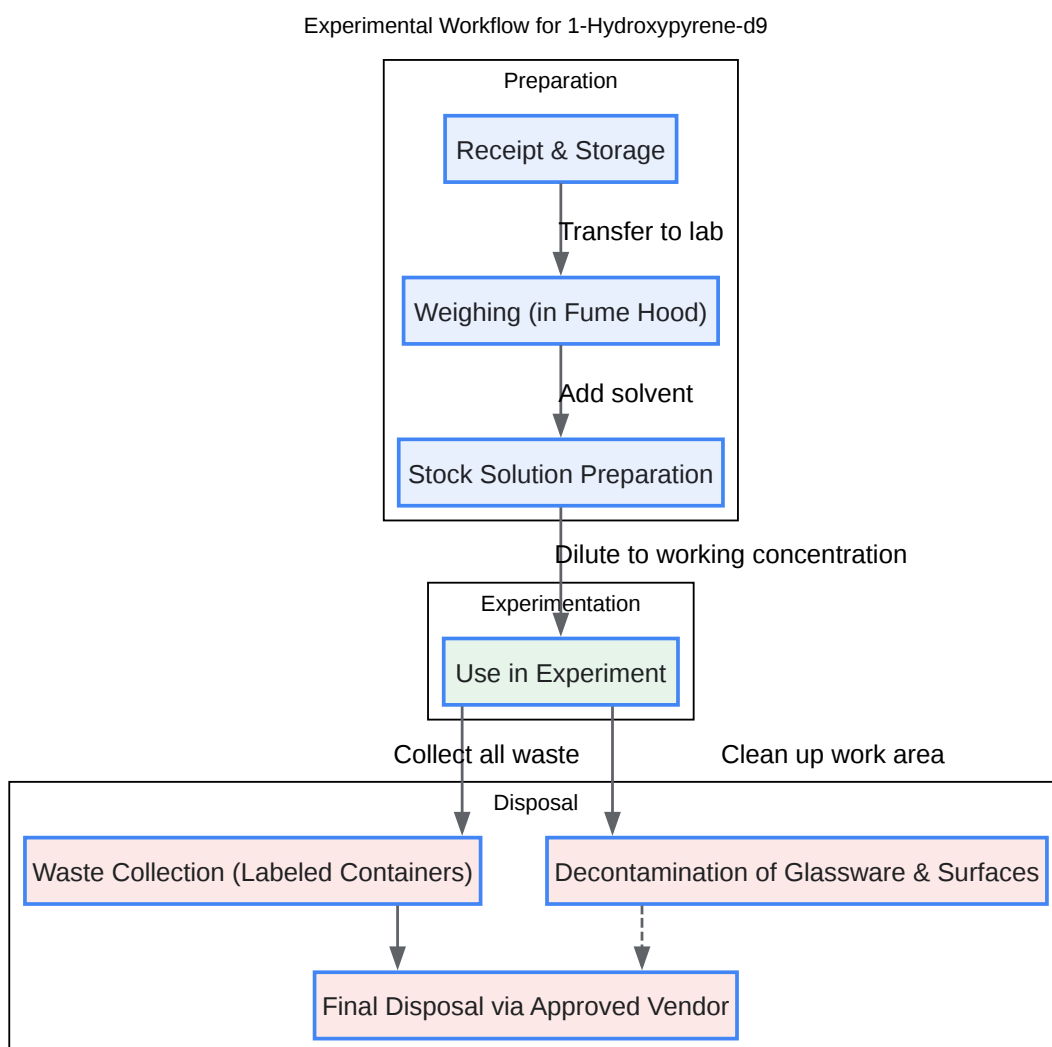 Experimental Workflow for 1-Hydroxypyrene-d9
Preparation
Receipt & Storage
Transfer to lab
Weighing (in Fume Hood)
Add solvent
Stock Solution Preparation
Dilute to working concentration
Experimentation
Use in Experiment
Collect all waste
Clean up work area
Disposal
Waste Collection (Labeled Containers)
Decontamination of Glassware & Surfaces
Final Disposal via Approved Vendor